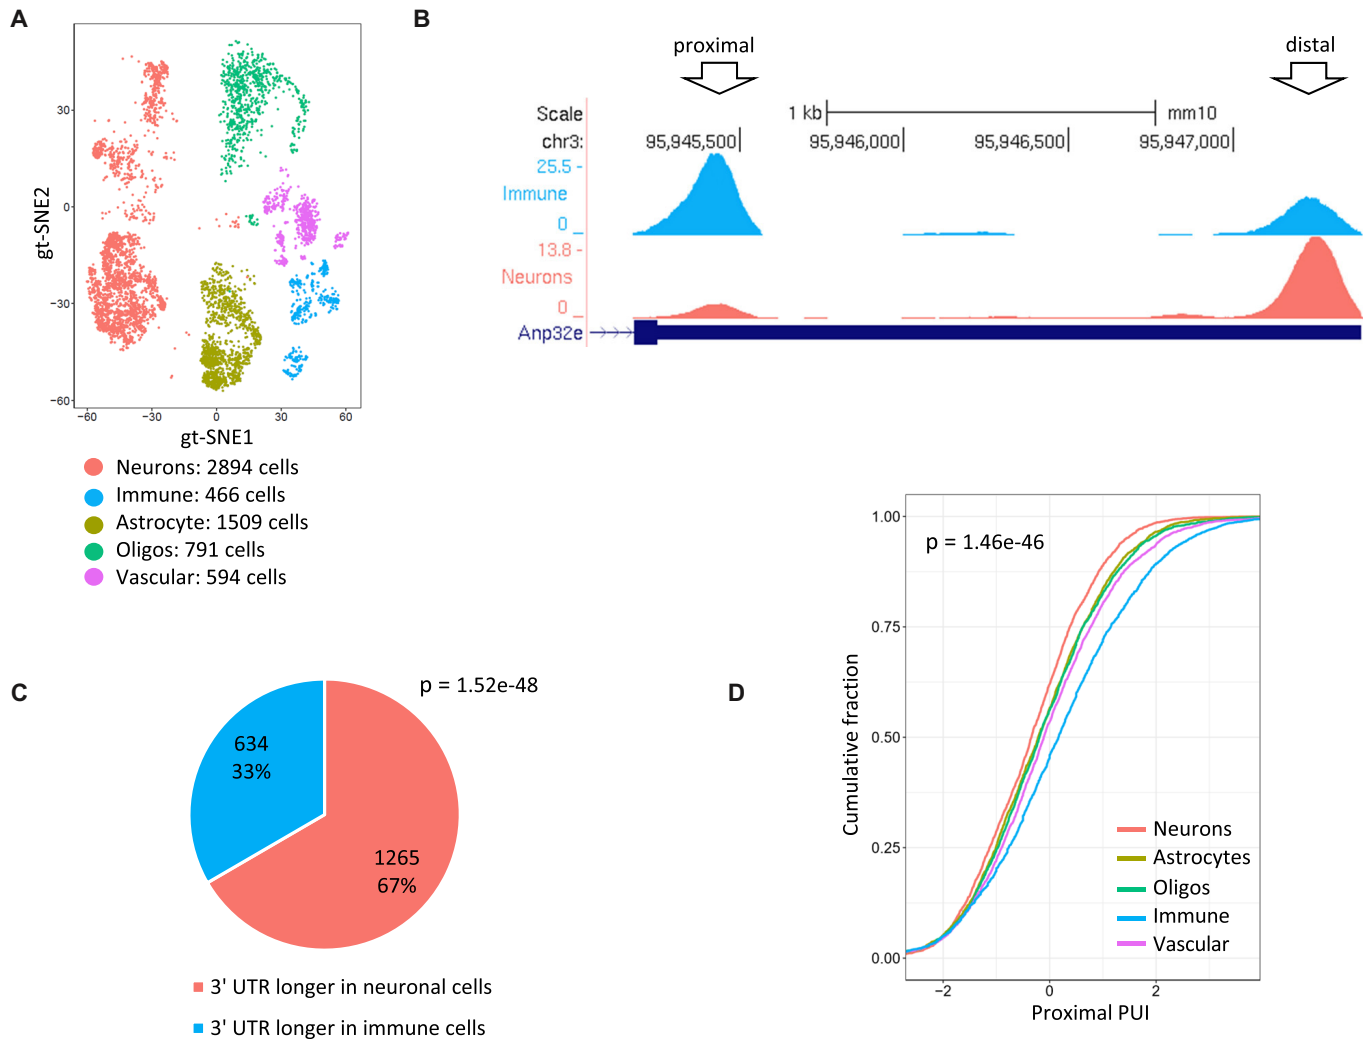 A
gt-SNE2
30
0
−30
−60
−60 −30 0 30 60
gt-SNE1
Neurons: 2894 cells
Immune: 466 cells
Astrocyte: 1509 cells
Oligos: 791 cells
Vascular: 594 cells
B
proximal distal
Scale 1 kb mm10
chr3: 95,945,500 95,946,000 95,946,500 95,947,000
25.5 -
Immune
0 _
13.8 -
Neurons
0 _
Anp32e
C
p = 1.52e-48
634
33%
1265
67%
3' UTR longer in neuronal cells
3' UTR longer in immune cells
D
p = 1.46e-46
Cumulative fraction
1.00
0.75
0.50
0.25
0.00
Neurons
Astrocytes
Oligos
Immune
Vascular
−2 0 2
Proximal PUI